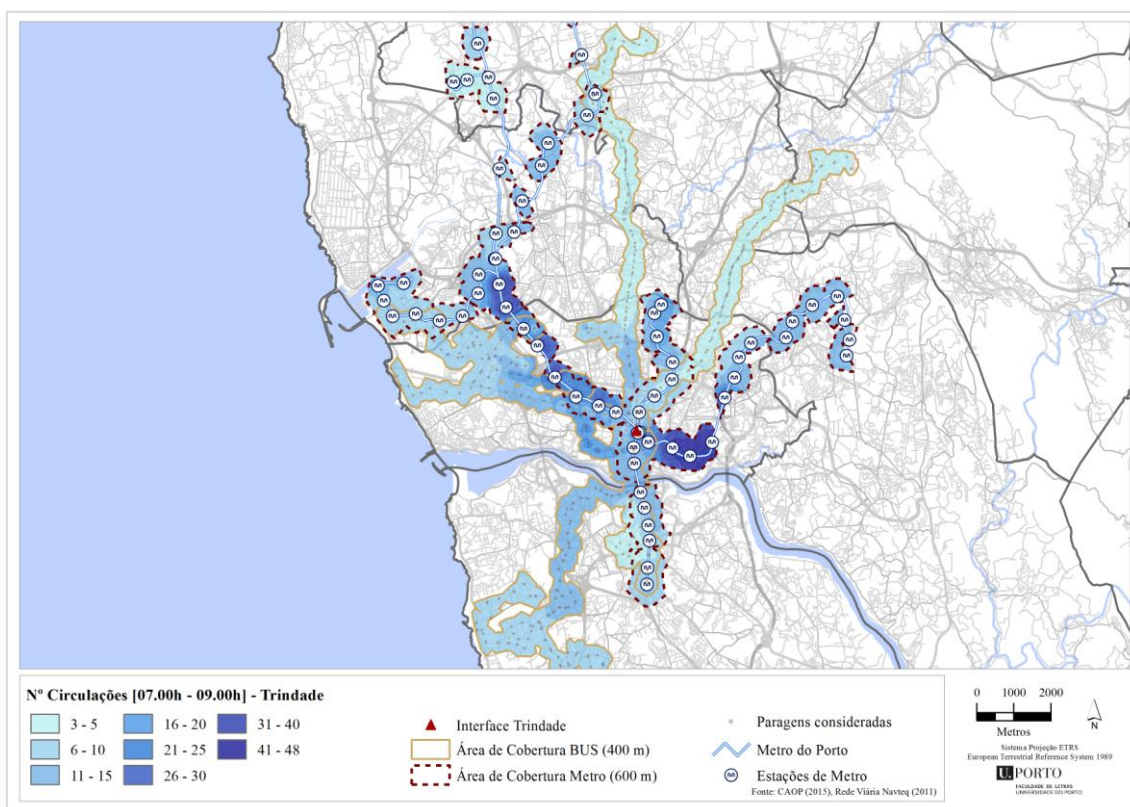 Nº Circulações [07.00h - 09.00h] - Trindade
3 - 5
6 - 10
11 - 15
16 - 20
21 - 25
26 - 30
31 - 40
41 - 48
Interface Trindade
Área de Cobertura BUS (400 m)
Área de Cobertura Metro (600 m)
Paragens consideradas
Metro do Porto
Estações de Metro
Fonte: CAOP (2015), Rede Viária Navteq (2011)
0 1000 2000
Metros
N
Sistema Projeção ETRS
European Terrestrial Reference System 1989
U. PORTO
FACULDADE DE LETRAS
UNIVERSIDADE DO PORTO